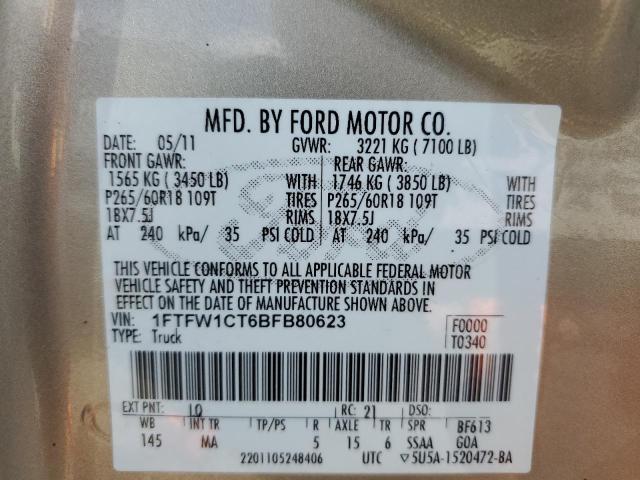 MFD. BY FORD MOTOR CO.
DATE: 05/11 GVWR: 3221 KG ( 7100 LB)
FRONT GAWR: REAR GAWR:
1565 KG ( 3450 LB) WITH 1746 KG ( 3850 LB) WITH
P265/60R18 109T TIRES P265/60R18 109T TIRES
18X7.5J RIMS 18X7.5J RIMS
AT 240 kPa/ 35 PSI COLD AT 240 kPa/ 35 PSI COLD
THIS VEHICLE CONFORMS TO ALL APPLICABLE FEDERAL MOTOR
VEHICLE SAFETY AND THEFT PREVENTION STANDARDS IN
EFFECT ON THE DATE OF MANUFACTURE SHOWN ABOVE.
VIN: 1FTFW1CT6BFB80623 F0000
TYPE: Truck T0340
EXT PNT: LQ RC: 21 DSO:
WB INT TR TP/PS R AXLE TR SPR BF613
145 MA 5 15 6 SSAA GOA
2201105248406 UTC ▽5U5A-1520472-BA